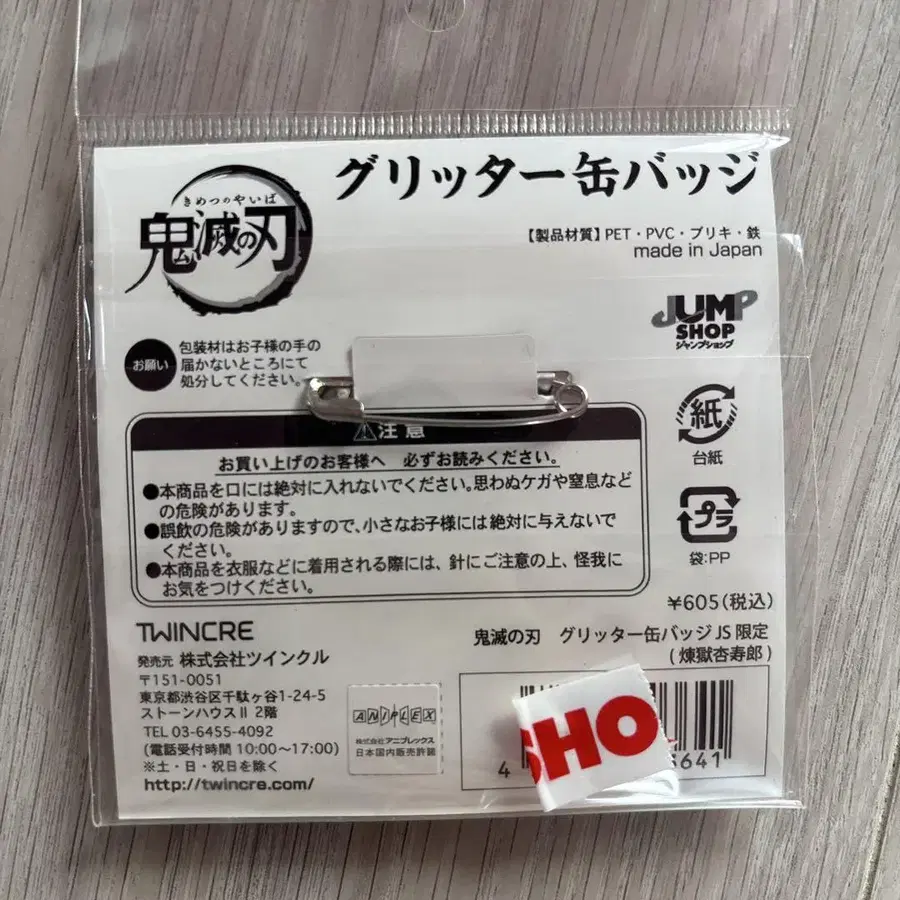 グリッター缶バッジ
きめつのやいば
鬼滅の刃
【製品材質】PET・PVC・ブリキ・鉄
made in Japan
JUMP
SHOP
ジャンプショップ
お願い
包装材はお子様の手の
届かないところにて
処分してください。
紙
台紙
プラ
袋:PP
注意
お買い上げのお客様へ 必ずお読みください。
●本商品を口には絶対に入れないでください。思わぬケガや窒息など
の危険があります。
●誤飲の危険がありますので、小さなお子様には絶対に与えないで
ください。
●本商品を衣服などに着用される際には、針にご注意の上、怪我に
お気をつけください。
¥605(税込)
鬼滅の刃 グリッター缶バッジ JS 限定
(煉獄杏寿郎)
TWINCRE
発売元 株式会社ツインクル
〒151-0051
東京都渋谷区千駄ヶ谷1-24-5
ストーンハウスⅡ 2階
TEL 03-6455-4092
(電話受付時間 10:00~17:00)
※土・日・祝日を除く
http://twincre.com/
ANIPLEX
株式会社アニプレックス
日本国内販売許諾
SHO
4
641